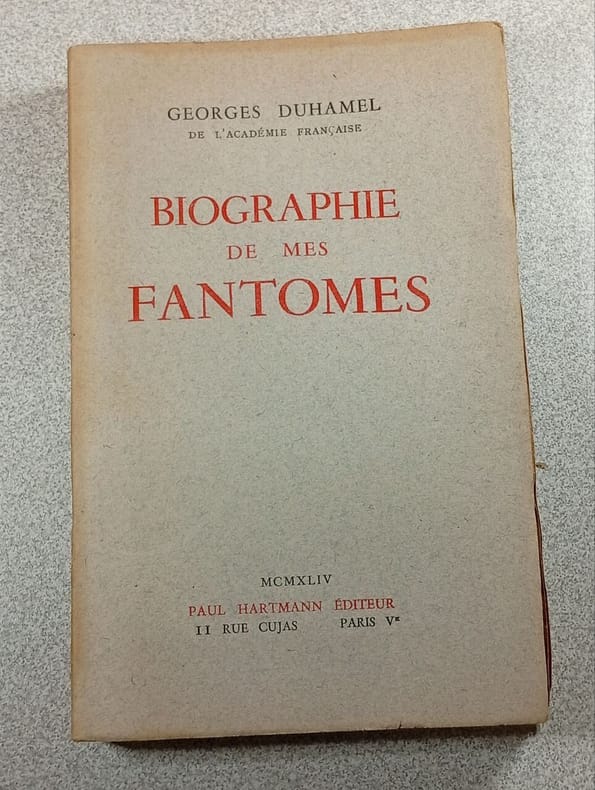 GEORGES DUHAMEL
DE L'ACADÉMIE FRANÇAISE
BIOGRAPHIE
DE MES
FANTOMES
MCMXLIV
PAUL HARTMANN ÉDITEUR
11 RUE CUJAS PARIS Vᴱ